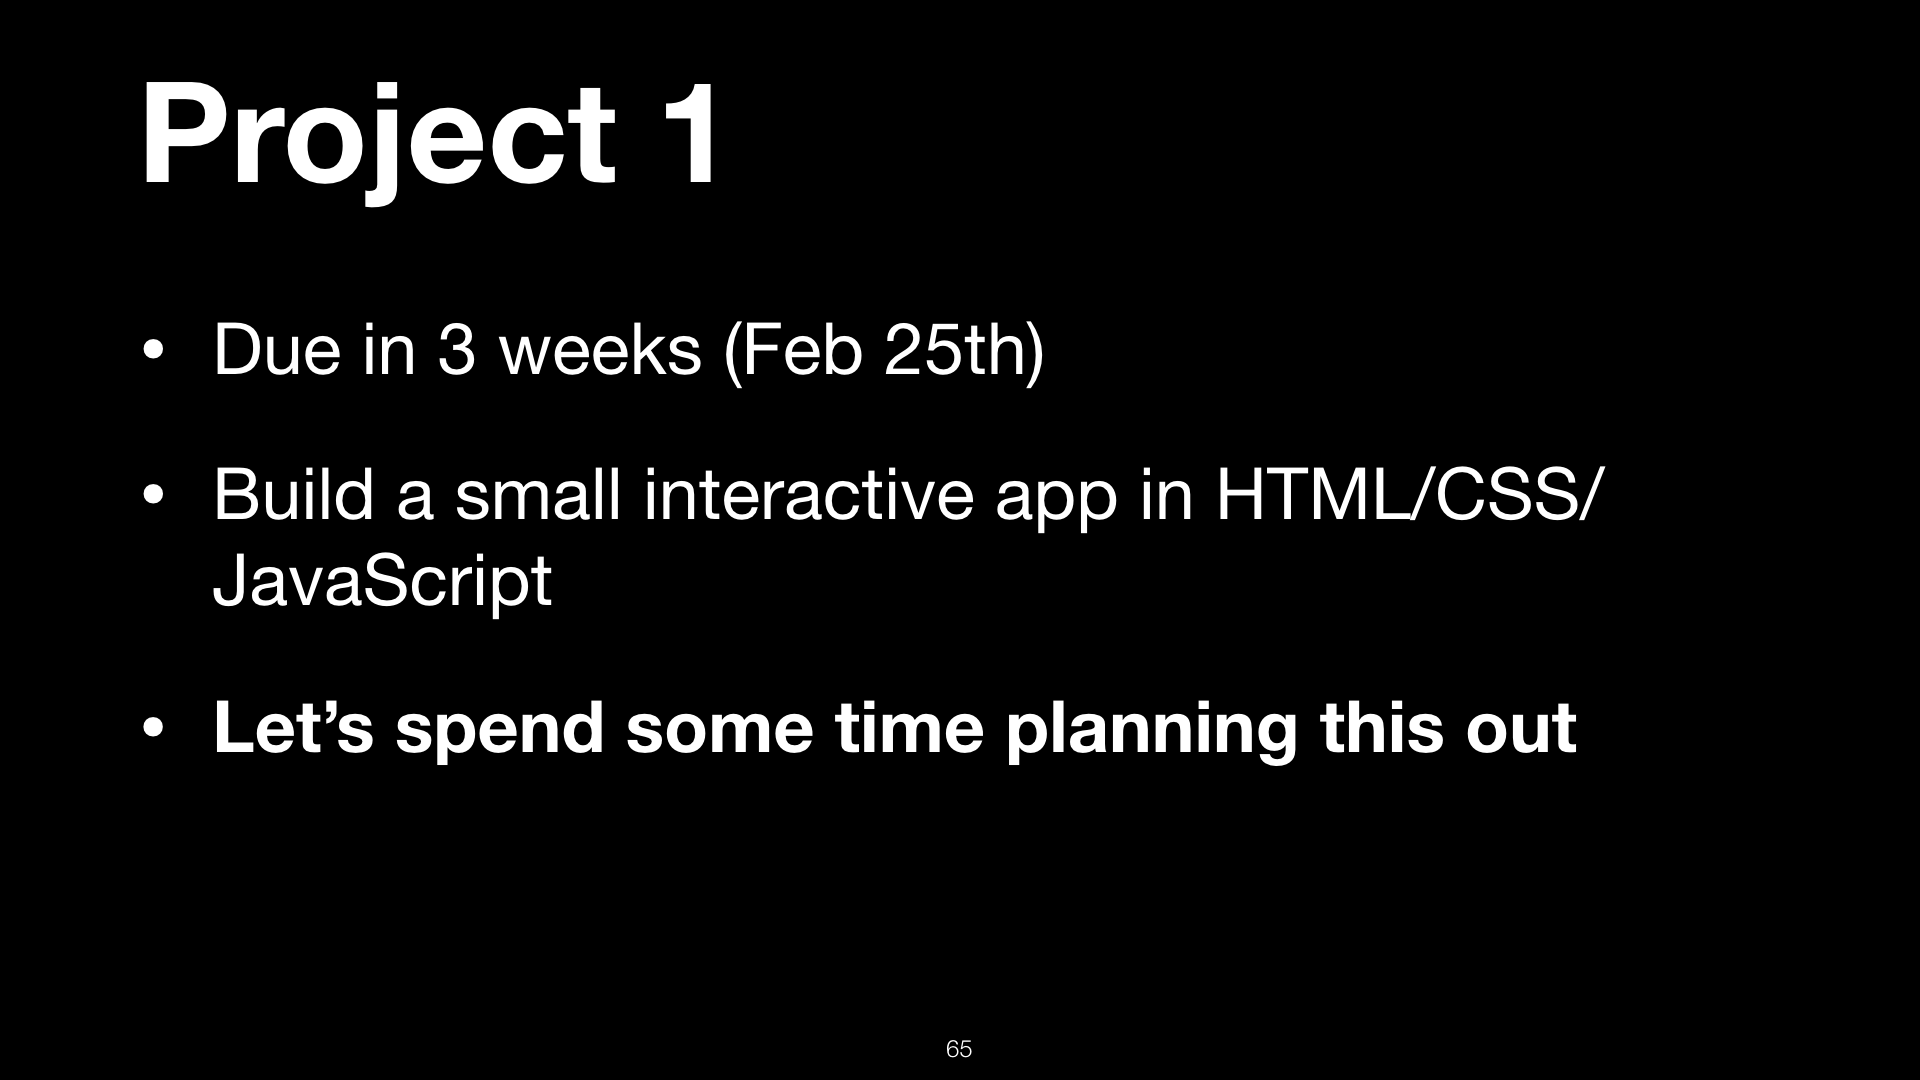 Project 1
• Due in 3 weeks (Feb 25th)
• Build a small interactive app in HTML/CSS/
JavaScript
• Let’s spend some time planning this out
65